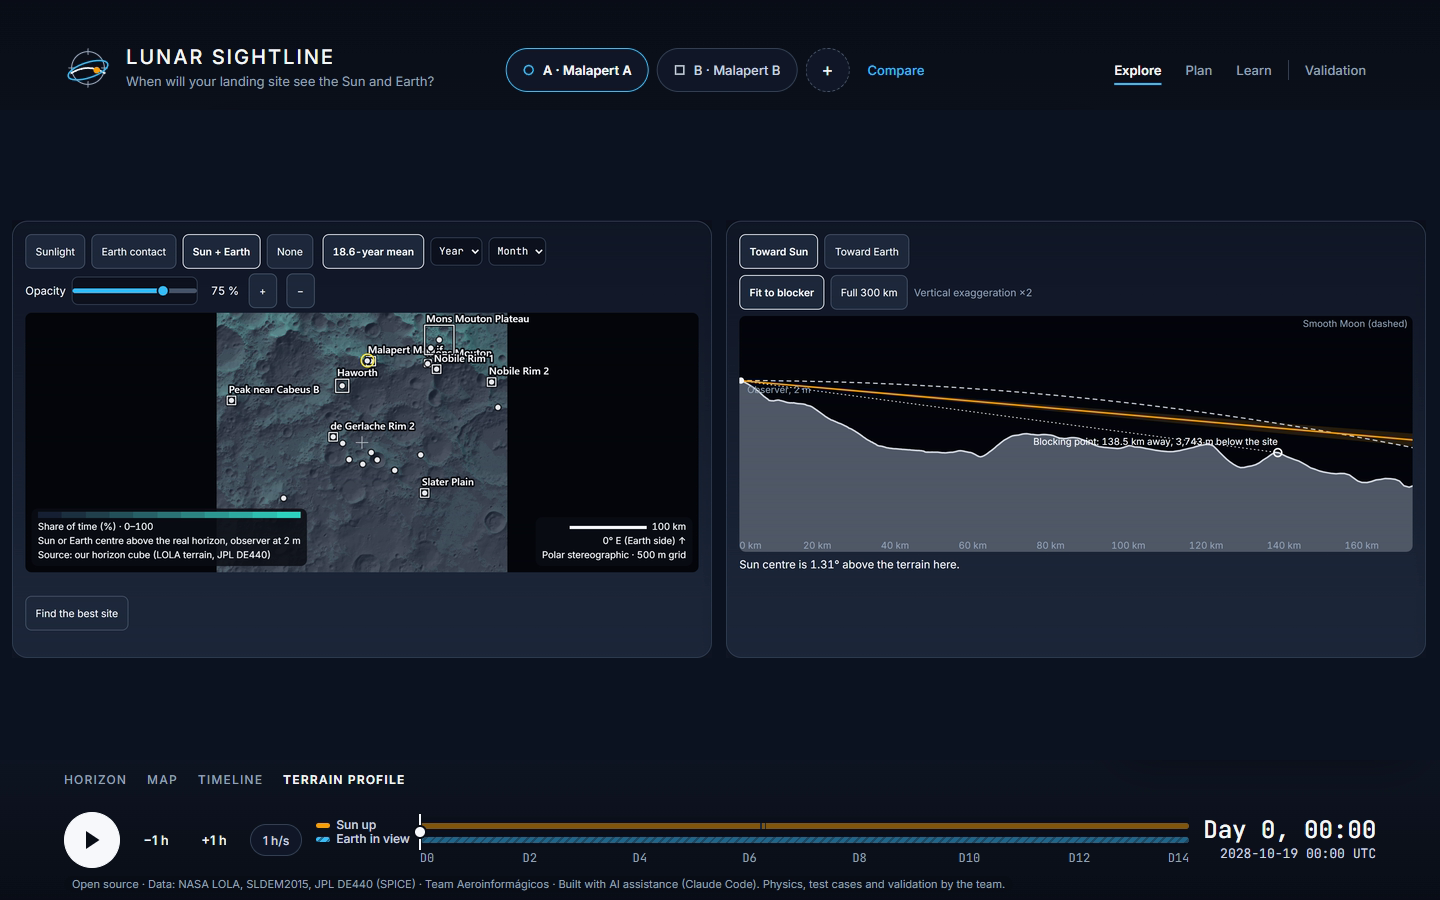 LUNAR SIGHTLINE
When will your landing site see the Sun and Earth?
A · Malapert A
B · Malapert B
+
Compare
Explore
Plan
Learn
Validation
Sunlight
Earth contact
Sun + Earth
None
18.6-year mean
Year
Month
Opacity
75 %
+
−
Mons Mouton Plateau
Malapert M
Mouton
Nobile Rim 1
Haworth
Nobile Rim 2
Peak near Cabeus B
de Gerlache Rim 2
Slater Plain
Share of time (%) · 0–100
Sun or Earth centre above the real horizon, observer at 2 m
Source: our horizon cube (LOLA terrain, JPL DE440)
100 km
0° E (Earth side) ↑
Polar stereographic · 500 m grid
Find the best site
Toward Sun
Toward Earth
Fit to blocker
Full 300 km
Vertical exaggeration ×2
Smooth Moon (dashed)
Observer, 2 m
Blocking point: 138.5 km away, 3,743 m below the site
0 km 20 km 40 km 60 km 80 km 100 km 120 km 140 km 160 km
Sun centre is 1.31° above the terrain here.
HORIZON
MAP
TIMELINE
TERRAIN PROFILE
−1 h
+1 h
1 h/s
Sun up
Earth in view
D0 D2 D4 D6 D8 D10 D12 D14
Day 0, 00:00
2028-10-19 00:00 UTC
Open source · Data: NASA LOLA, SLDEM2015, JPL DE440 (SPICE) · Team Aeroinformágicos · Built with AI assistance (Claude Code). Physics, test cases and validation by the team.